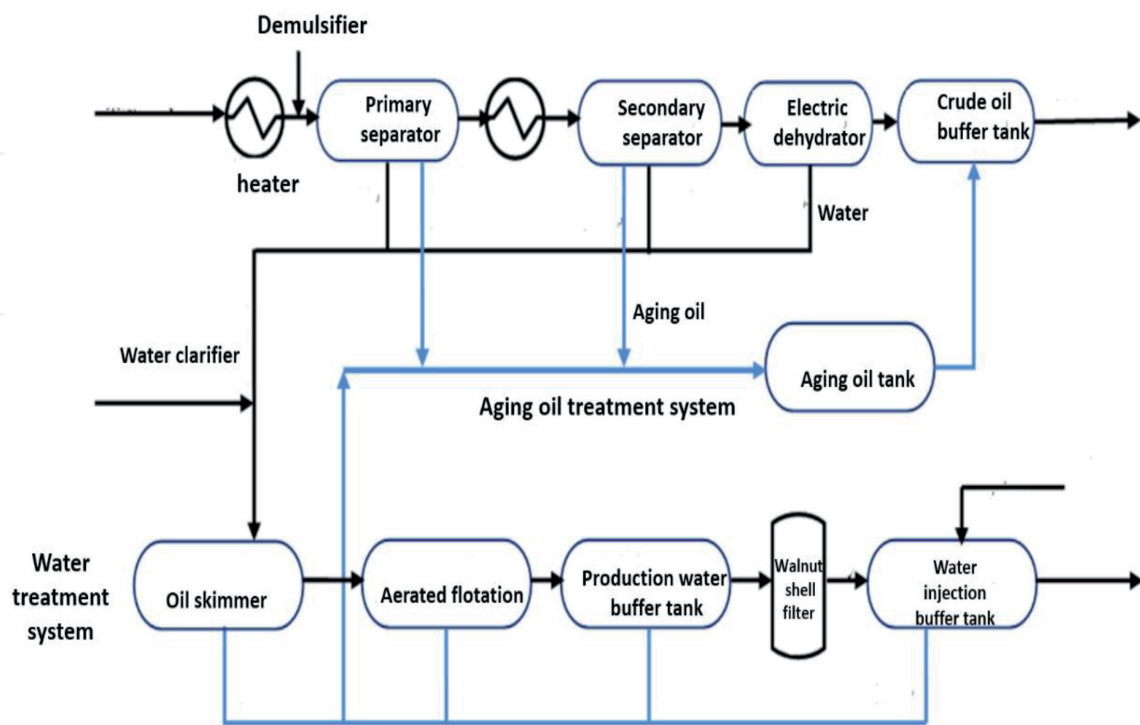 Demulsifier
Primary
separator
Secondary
separator
Electric
dehydrator
Crude oil
buffer tank
heater
Water
Aging oil
Water clarifier
Aging oil tank
Aging oil treatment system
Water
treatment
system
Oil skimmer
Aerated flotation
Production water
buffer tank
Walnut
shell
filter
Water
injection
buffer tank